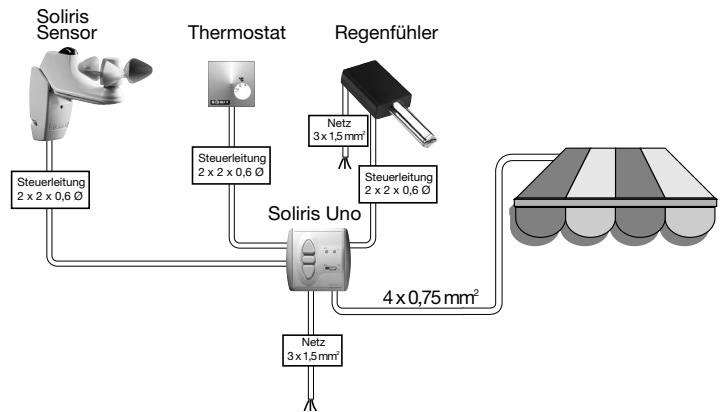 Soliris
Sensor
Thermostat
Regenfühler
SOMFY
Netz
3 x 1,5 mm²
Steuerleitung
2 x 2 x 0,6 Ø
Steuerleitung
2 x 2 x 0,6 Ø
Steuerleitung
2 x 2 x 0,6 Ø
Soliris Uno
4 x 0,75 mm²
Netz
3 x 1,5 mm²